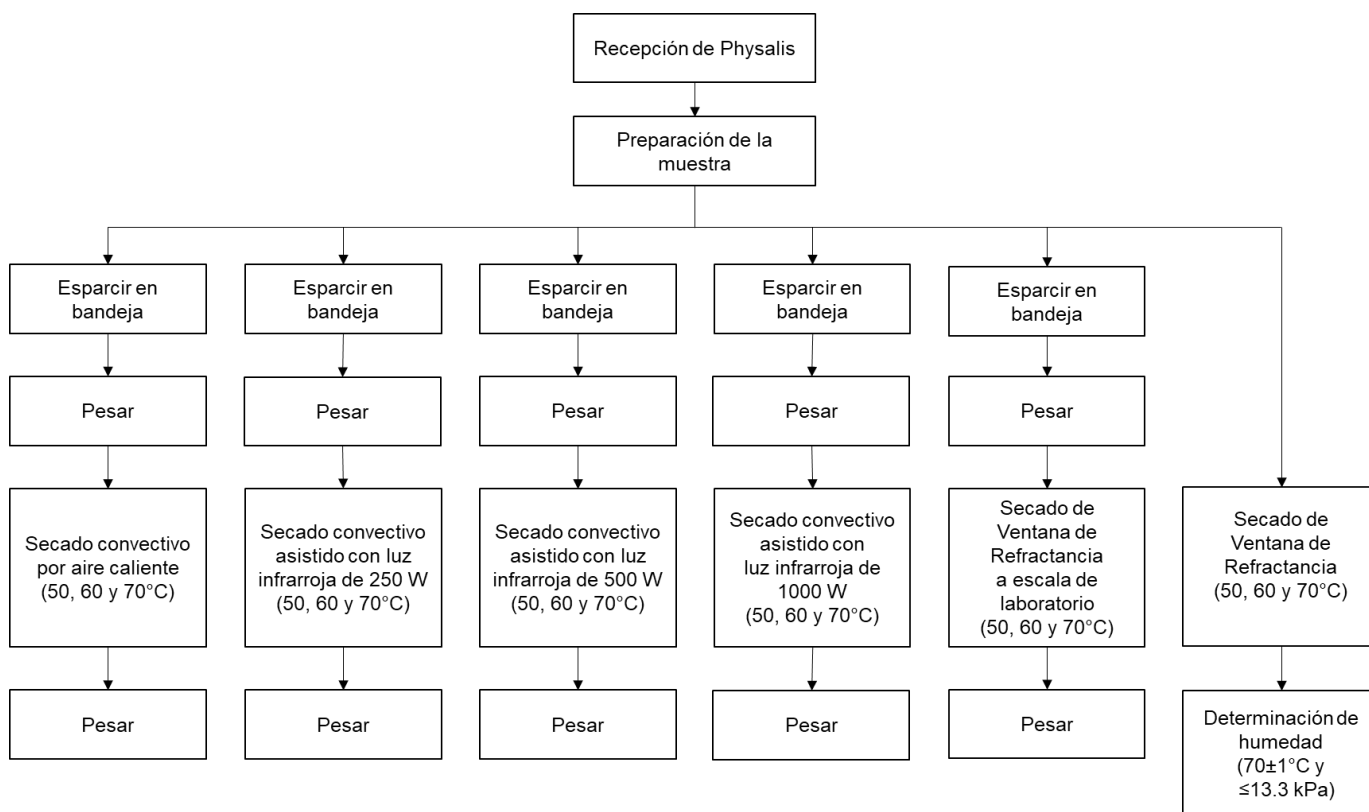 Recepción de Physalis
Preparación de la
muestra
Esparcir en
bandeja
Esparcir en
bandeja
Esparcir en
bandeja
Esparcir en
bandeja
Esparcir en
bandeja
Pesar
Pesar
Pesar
Pesar
Pesar
Secado convectivo
por aire caliente
(50, 60 y 70°C)
Secado convectivo
asistido con luz
infrarroja de 250 W
(50, 60 y 70°C)
Secado convectivo
asistido con luz
infrarroja de 500 W
(50, 60 y 70°C)
Secado convectivo
asistido con
luz infrarroja de
1000 W
(50, 60 y 70°C)
Secado de
Ventana de
Refractancia
a escala de
laboratorio
(50, 60 y 70°C)
Secado de
Ventana de
Refractancia
(50, 60 y 70°C)
Pesar
Pesar
Pesar
Pesar
Pesar
Determinación de
humedad
(70±1°C y
≤13.3 kPa)